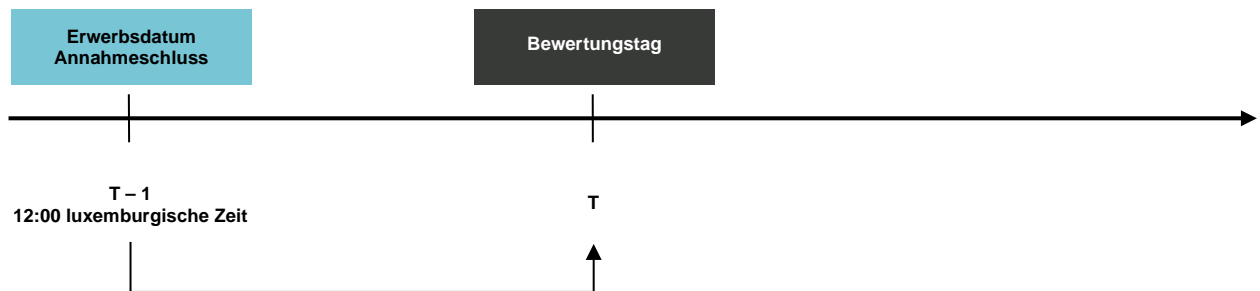 Erwerbsdatum
Annahmeschluss
Bewertungstag
T – 1
12:00 luxemburgische Zeit
T